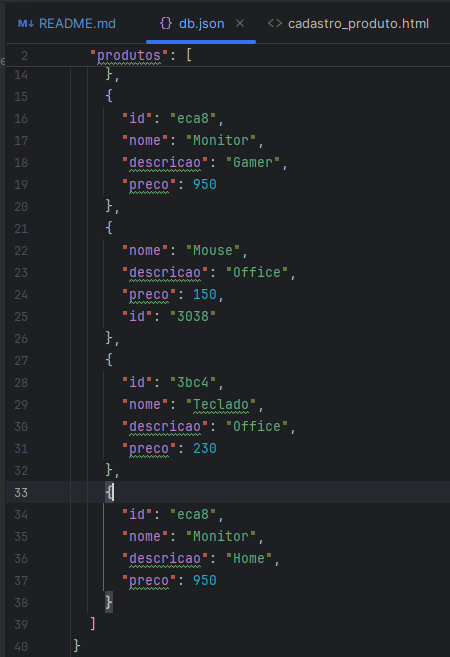 README.md db.json cadastro_produto.html
2 "produtos": [
14 },
15 {
16 "id": "eca8",
17 "nome": "Monitor",
18 "descricao": "Gamer",
19 "preco": 950
20 },
21 {
22 "nome": "Mouse",
23 "descricao": "Office",
24 "preco": 150,
25 "id": "3038"
26 },
27 {
28 "id": "3bc4",
29 "nome": "Teclado",
30 "descricao": "Office",
31 "preco": 230
32 },
33 {
34 "id": "eca8",
35 "nome": "Monitor",
36 "descricao": "Home",
37 "preco": 950
38 }
39 ]
40 }